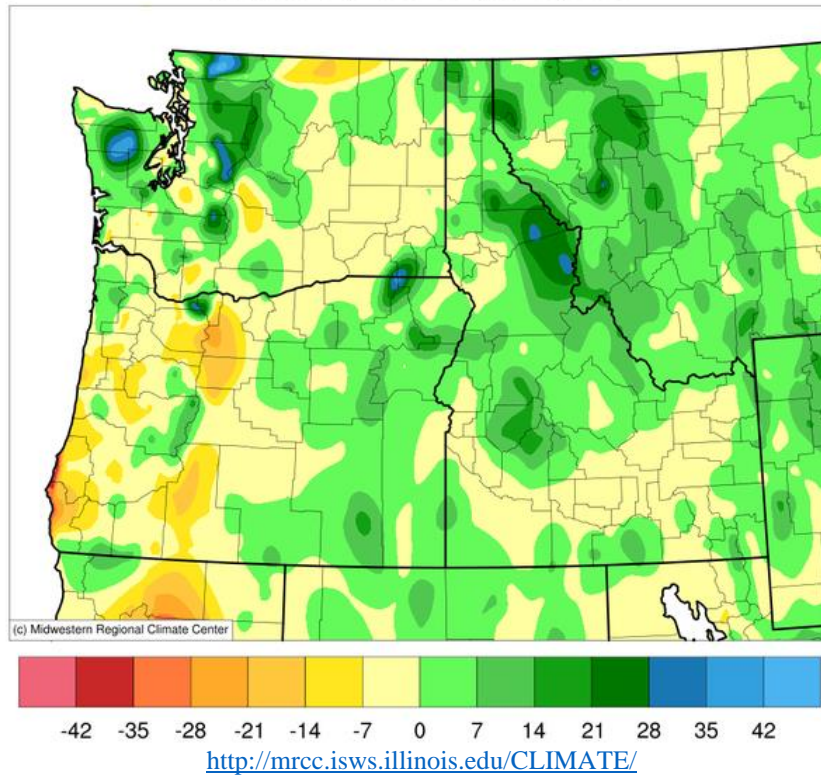 (c) Midwestern Regional Climate Center
-42 -35 -28 -21 -14 -7 0 7 14 21 28 35 42
http://mrcc.isws.illinois.edu/CLIMATE/